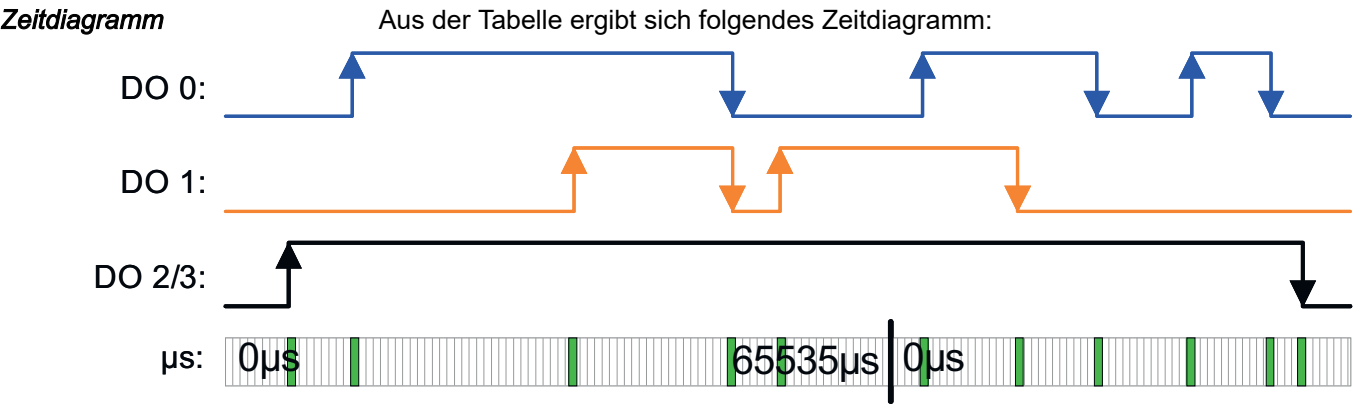 Zeitdiagramm Aus der Tabelle ergibt sich folgendes Zeitdiagramm:
DO 0:
DO 1:
DO 2/3:
µs: 0µs 65535µs 0µs